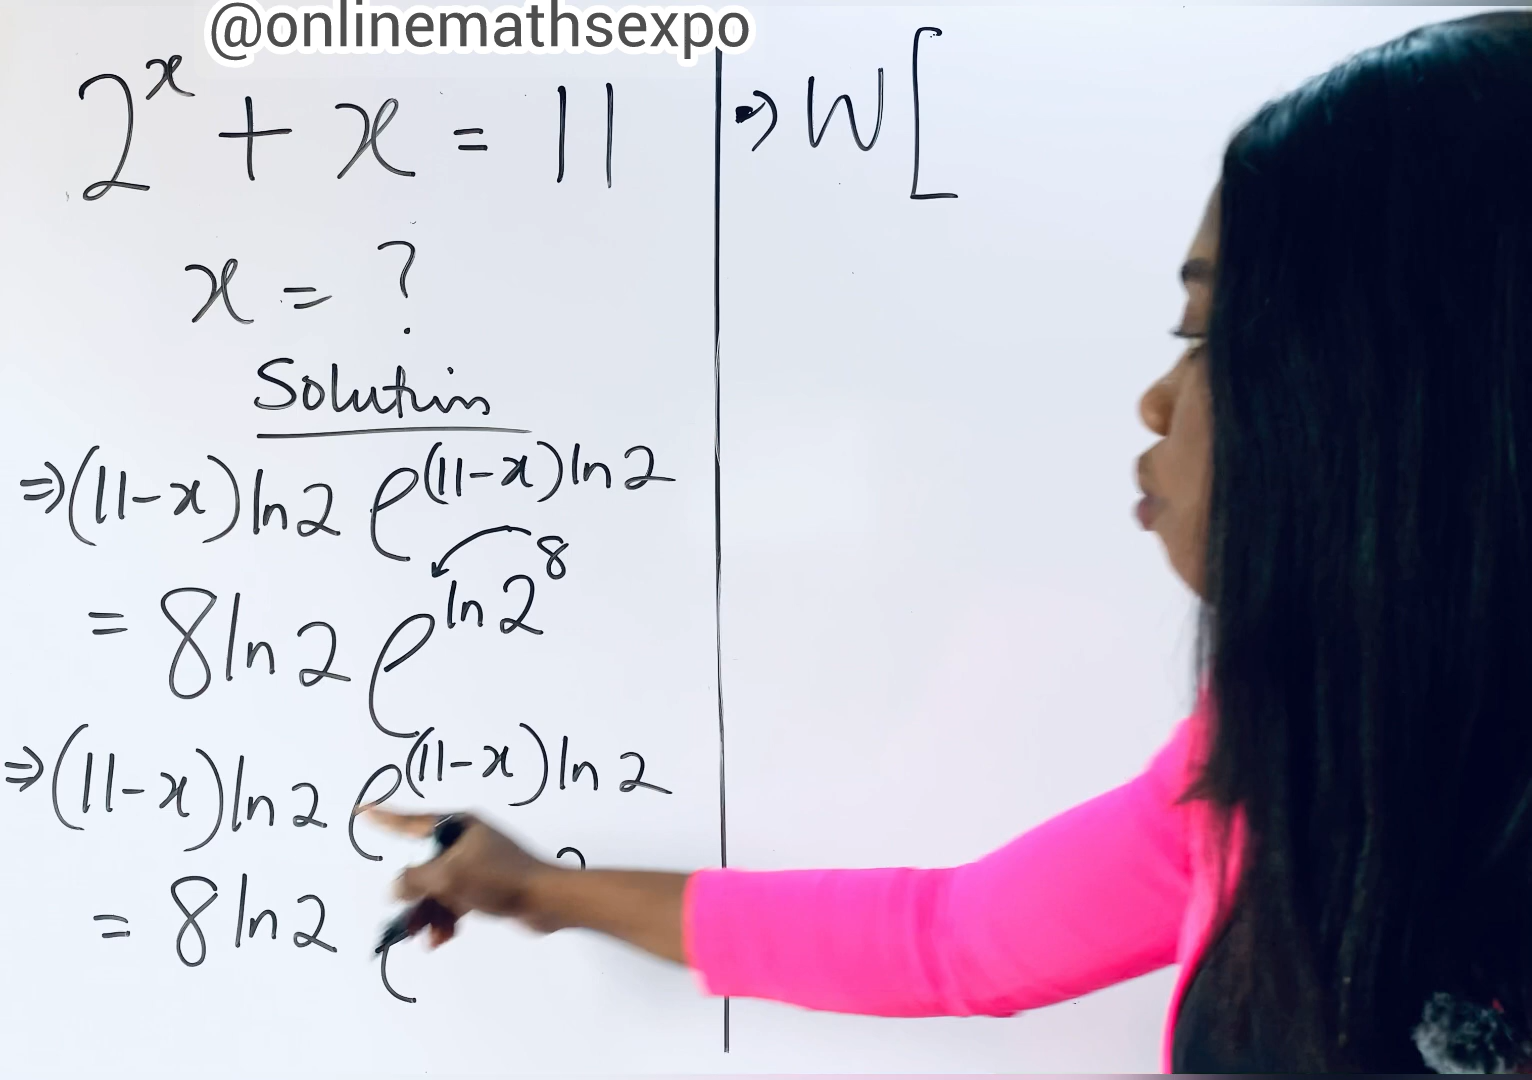 @onlinemathsexpo
2^x + x = 11
x = ?
Solution
⇒(11-x)ln2 e^(11-x)ln2
= 8ln2 e^ln2^8
⇒(11-x)ln2 e^(11-x)ln2
= 8ln2 e
⇒ W[